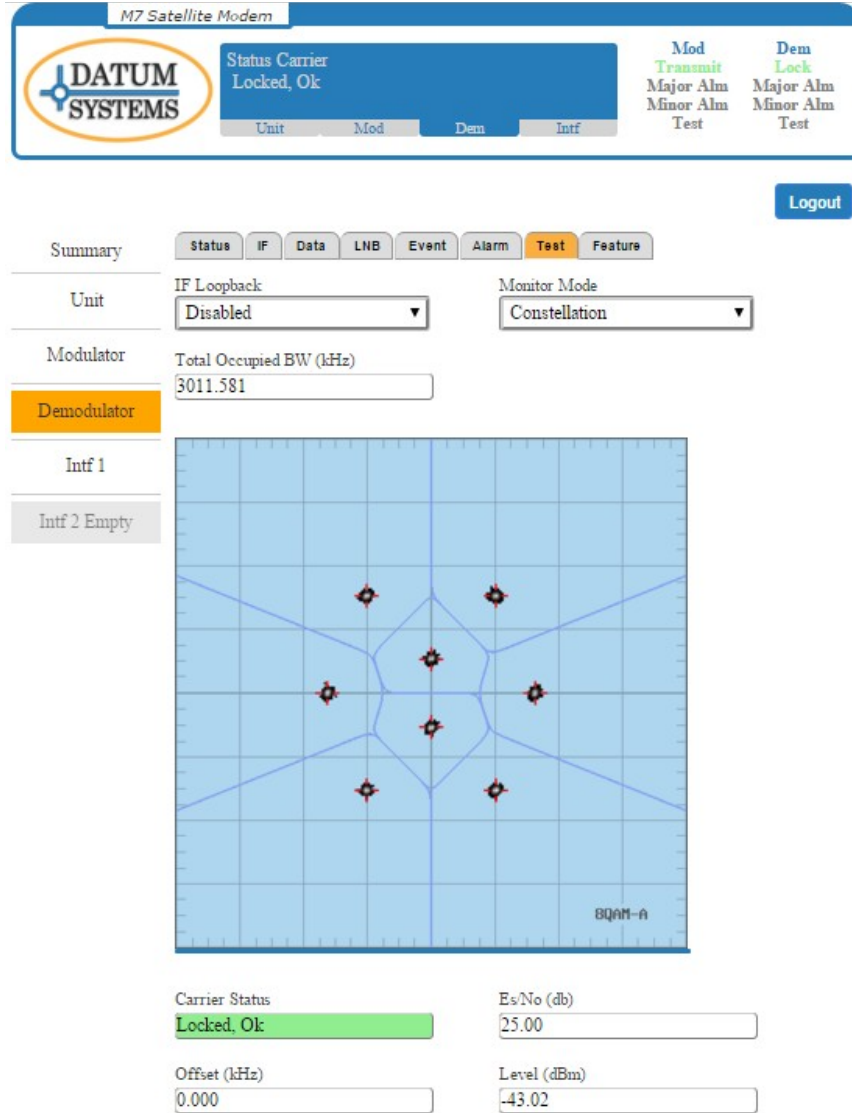 M7 Satellite Modem
DATUM
SYSTEMS
Status Carrier
Locked, Ok
Unit Mod Dem Intf
Mod Dem
Transmit Lock
Major Alm Major Alm
Minor Alm Minor Alm
Test Test
Logout
Summary
Unit
Modulator
Demodulator
Intf 1
Intf 2 Empty
Status IF Data LNB Event Alarm Test Feature
IF Loopback Monitor Mode
Disabled Constellation
Total Occupied BW (kHz)
3011.581
8QAM-A
Carrier Status Es/No (db)
Locked, Ok 25.00
Offset (kHz) Level (dBm)
0.000 -43.02